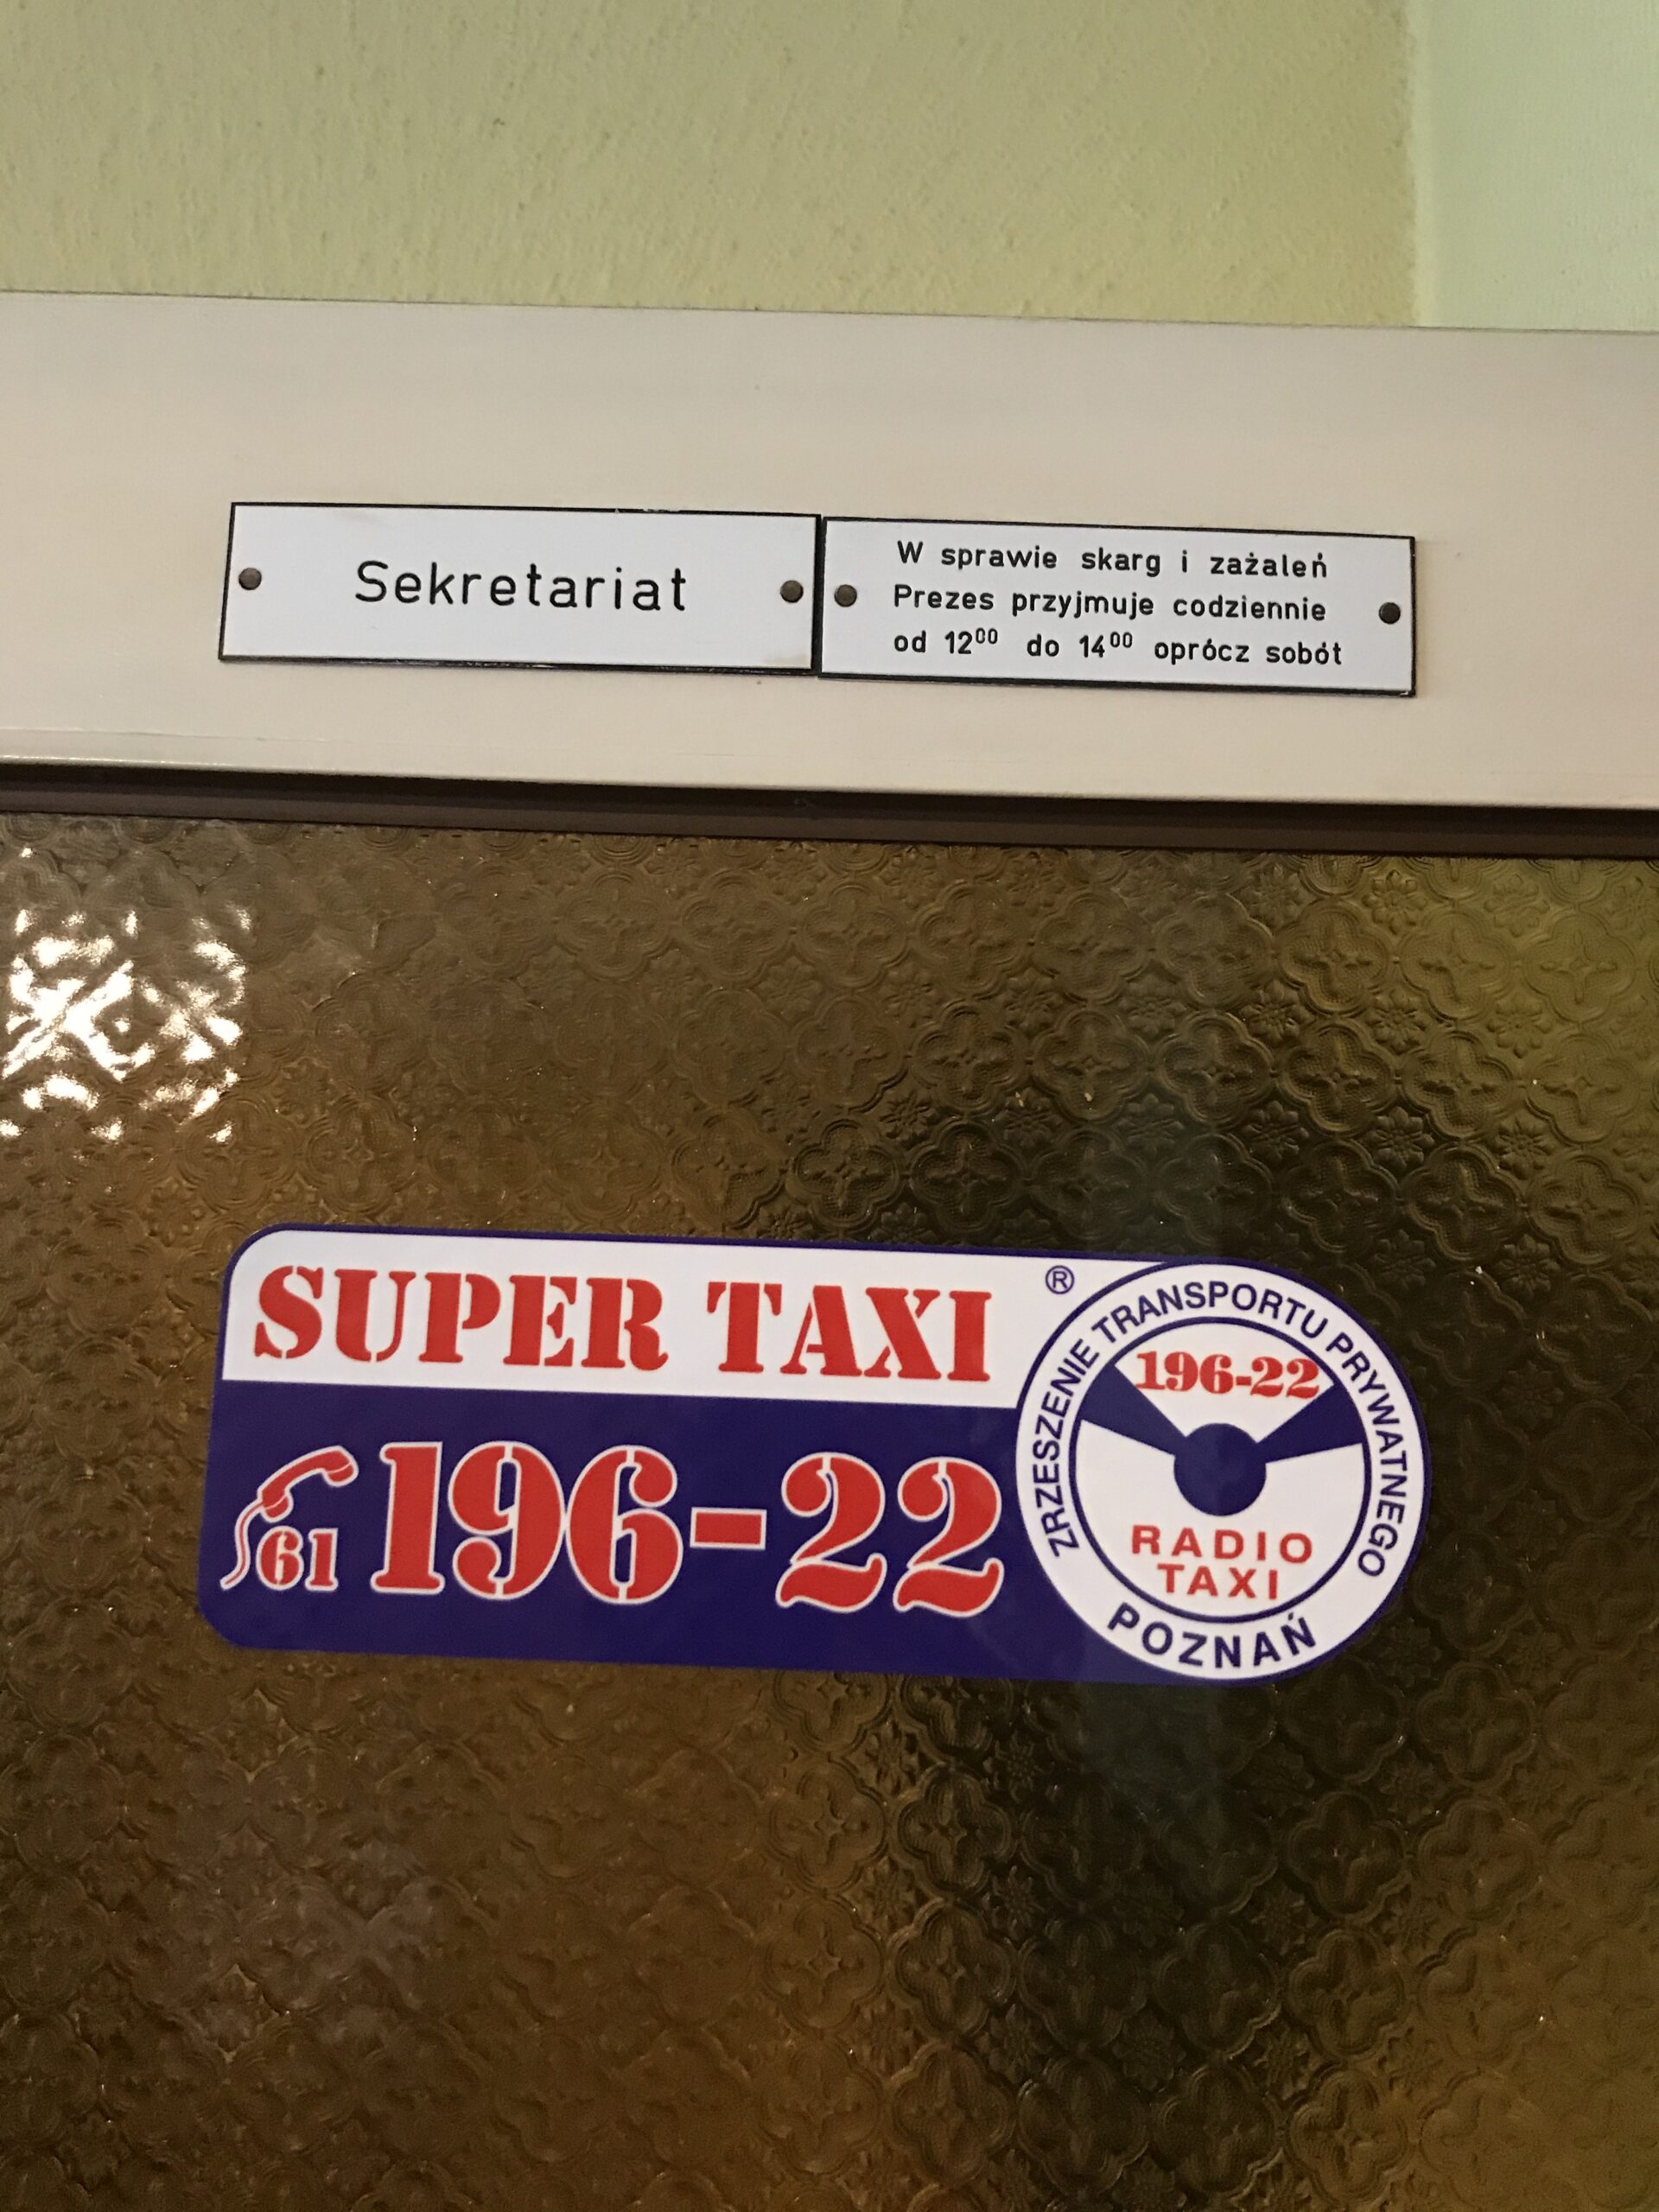 Sekretariat
W sprawie skarg i zażaleń
Prezes przyjmuje codziennie
od 12⁰⁰ do 14⁰⁰ oprócz sobót
SUPER TAXI ®
61 196-22
ZRZESZENIE TRANSPORTU PRYWATNEGO
196-22
RADIO
TAXI
POZNAŃ